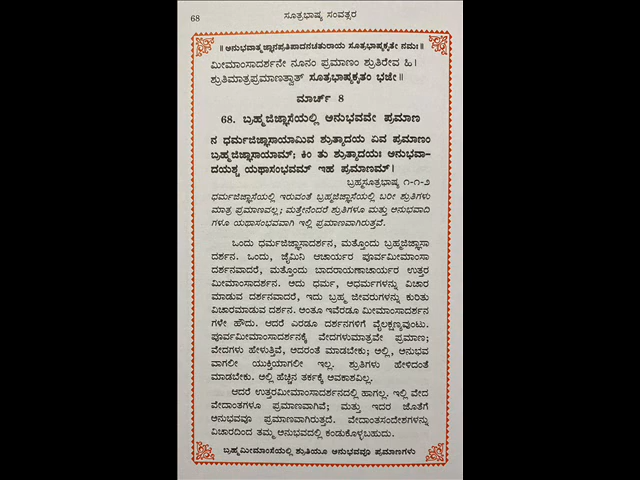 68
ಸೂತ್ರಭಾಷ್ಯ ಸಂವತ್ಸರ
॥ ಅನುಭವಾತ್ಮಜ್ಞಾನಪ್ರತಿಪಾದನಚತುರಾಯ ಸೂತ್ರಭಾಷ್ಯಕೃತೇ ನಮಃ॥
ಮೀಮಾಂಸಾದರ್ಶನೇ ನೂನಂ ಪ್ರಮಾಣಂ ಶ್ರುತಿರೇವ ಹಿ।
ಶ್ರುತಿಮಾತ್ರಪ್ರಮಾಣತ್ವಾತ್ ಸೂತ್ರಭಾಷ್ಯಕೃತಂ ಭಜೇ॥
ಮಾರ್ಚ್ 8
68. ಬ್ರಹ್ಮಜಿಜ್ಞಾಸೆಯಲ್ಲಿ ಅನುಭವವೇ ಪ್ರಮಾಣ
ನ ಧರ್ಮಜಿಜ್ಞಾಸಾಯಾಮಿವ ಶ್ರುತ್ಯಾದಯ ಏವ ಪ್ರಮಾಣಂ
ಬ್ರಹ್ಮಜಿಜ್ಞಾಸಾಯಾಮ್; ಕಿಂ ತು ಶ್ರುತ್ಯಾದಯಃ ಅನುಭವಾ-
ದಯಶ್ಚ ಯಥಾಸಂಭವಮ್ ಇಹ ಪ್ರಮಾಣಮ್।
ಬ್ರಹ್ಮಸೂತ್ರಭಾಷ್ಯ ೧-೧-೨
ಧರ್ಮಜಿಜ್ಞಾಸೆಯಲ್ಲಿ ಇರುವಂತೆ ಬ್ರಹ್ಮಜಿಜ್ಞಾಸೆಯಲ್ಲಿ ಬರೀ ಶ್ರುತಿಗಳು
ಮಾತ್ರ ಪ್ರಮಾಣವಲ್ಲ; ಮತ್ತೇನೆಂದರೆ ಶ್ರುತಿಗಳೂ ಮತ್ತು ಅನುಭವಾದಿ
ಗಳೂ ಯಥಾಸಂಭವವಾಗಿ ಇಲ್ಲಿ ಪ್ರಮಾಣವಾಗಿರುತ್ತವೆ.
ಒಂದು ಧರ್ಮಜಿಜ್ಞಾಸಾದರ್ಶನ, ಮತ್ತೊಂದು ಬ್ರಹ್ಮಜಿಜ್ಞಾಸಾ
ದರ್ಶನ. ಒಂದು, ಜೈಮಿನಿ ಆಚಾರ್ಯರ ಪೂರ್ವಮೀಮಾಂಸಾ
ದರ್ಶನವಾದರೆ, ಮತ್ತೊಂದು ಬಾದರಾಯಣಾಚಾರ್ಯರ ಉತ್ತರ
ಮೀಮಾಂಸಾದರ್ಶನ. ಅದು ಧರ್ಮ, ಅಧರ್ಮಗಳನ್ನು ವಿಚಾರ
ಮಾಡುವ ದರ್ಶನವಾದರೆ, ಇದು ಬ್ರಹ್ಮ ಜೀವರುಗಳನ್ನು ಕುರಿತು
ವಿಚಾರಮಾಡುವ ದರ್ಶನ. ಅಂತೂ ಇವೆರಡೂ ಮೀಮಾಂಸಾದರ್ಶನ
ಗಳೇ ಹೌದು. ಆದರೆ ಎರಡೂ ದರ್ಶನಗಳಿಗೆ ವೈಲಕ್ಷಣ್ಯವುಂಟು.
ಪೂರ್ವಮೀಮಾಂಸಾದರ್ಶನಕ್ಕೆ ವೇದಗಳುಮಾತ್ರವೇ ಪ್ರಮಾಣ;
ವೇದಗಳು ಹೇಳುತ್ತಿವೆ, ಅದರಂತೆ ಮಾಡಬೇಕು; ಅಲ್ಲಿ, ಅನುಭವ
ವಾಗಲೀ ಯುಕ್ತಿಯಾಗಲೀ ಇಲ್ಲ. ಶ್ರುತಿಗಳು ಹೇಳಿದಂತೆ
ಮಾಡಬೇಕು. ಅಲ್ಲಿ ಹೆಚ್ಚಿನ ತರ್ಕಕ್ಕೆ ಅವಕಾಶವಿಲ್ಲ.
ಆದರೆ ಉತ್ತರಮೀಮಾಂಸಾದರ್ಶನದಲ್ಲಿ ಹಾಗಲ್ಲ. ಇಲ್ಲಿ ವೇದ
ವೇದಾಂತಗಳೂ ಪ್ರಮಾಣವಾಗಿವೆ; ಮತ್ತು ಇದರ ಜೊತೆಗೆ
ಅನುಭವವೂ ಪ್ರಮಾಣವಾಗಿರುತ್ತದೆ. ವೇದಾಂತಸಂದೇಶಗಳನ್ನು
ವಿಚಾರದಿಂದ ತಮ್ಮ ಅನುಭವದಲ್ಲಿ ಕಂಡುಕೊಳ್ಳಬಹುದು.
ಬ್ರಹ್ಮಮೀಮಾಂಸೆಯಲ್ಲಿ ಶ್ರುತಿಯೂ ಅನುಭವವೂ ಪ್ರಮಾಣಗಳು